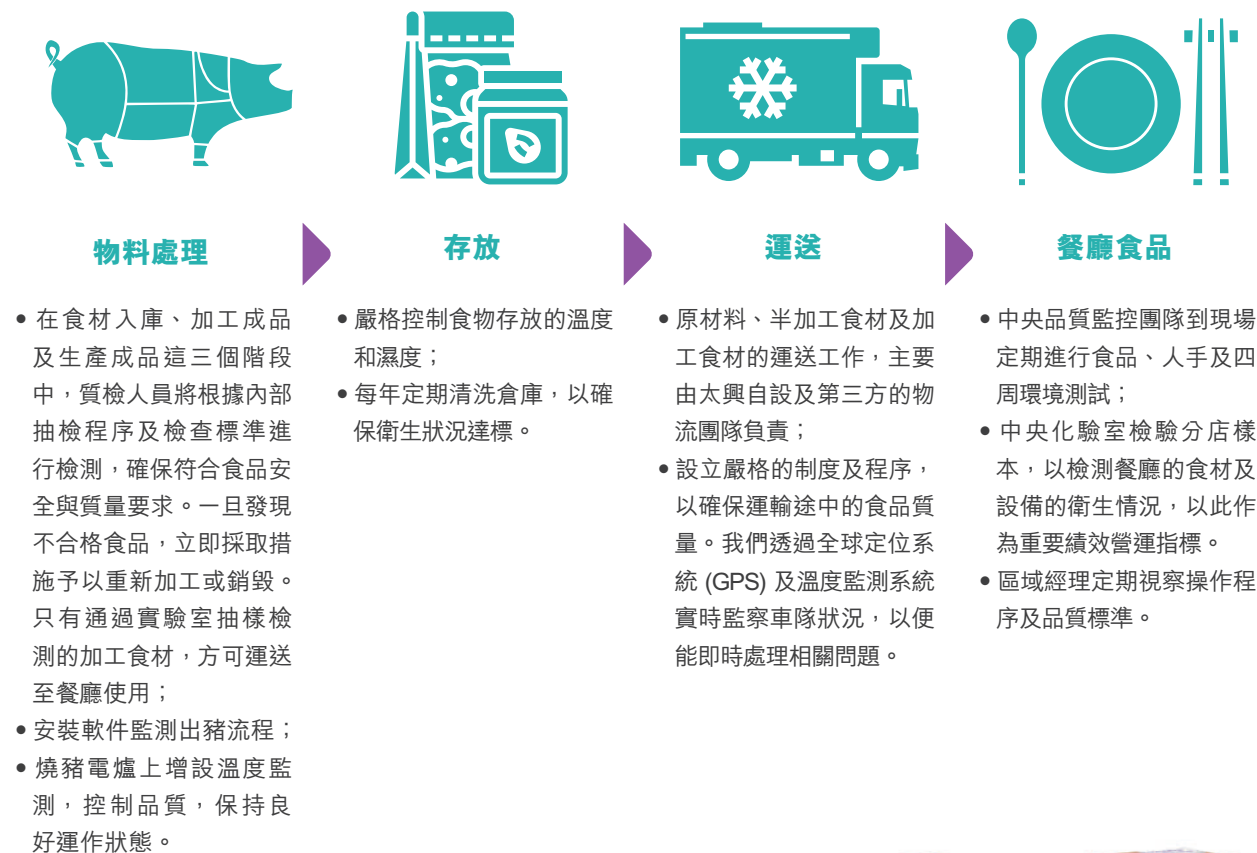 物料處理
• 在食材入庫、加工成品
及生產成品這三個階段
中，質檢人員將根據內部
抽檢程序及檢查標準進
行檢測，確保符合食品安
全與質量要求。一旦發現
不合格食品，立即採取措
施予以重新加工或銷毀。
只有通過實驗室抽樣檢
測的加工食材，方可運送
至餐廳使用；
• 安裝軟件監測出豬流程；
• 燒豬電爐上增設溫度監
測，控制品質，保持良
好運作狀態。
存放
• 嚴格控制食物存放的溫度
和濕度；
• 每年定期清洗倉庫，以確
保衛生狀況達標。
運送
• 原材料、半加工食材及加
工食材的運送工作，主要
由太興自設及第三方的物
流團隊負責；
• 設立嚴格的制度及程序，
以確保運輸途中的食品質
量。我們透過全球定位系
統 (GPS) 及溫度監測系統
實時監察車隊狀況，以便
能即時處理相關問題。
餐廳食品
• 中央品質監控團隊到現場
定期進行食品、人手及四
周環境測試；
• 中央化驗室檢驗分店樣
本，以檢測餐廳的食材及
設備的衛生情況，以此作
為重要績效營運指標。
• 區域經理定期視察操作程
序及品質標準。